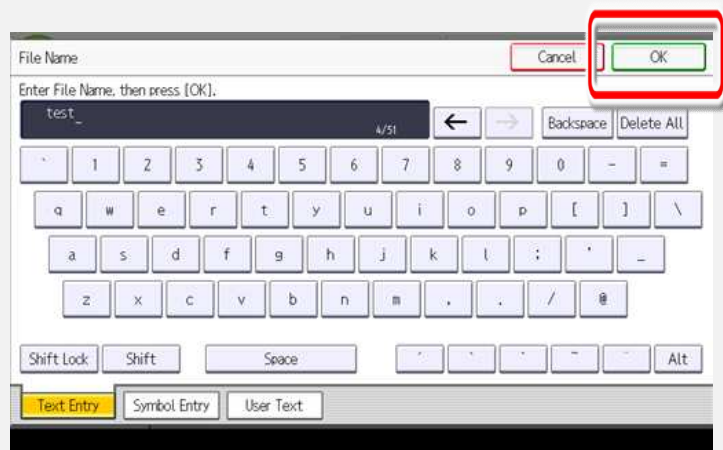 File Name
Cancel OK
Enter File Name, then press [OK].
test_
4/51
← → Backspace Delete All
` 1 2 3 4 5 6 7 8 9 0 - =
q w e r t y u i o p [ ] \
a s d f g h j k l ; ' _
z x c v b n m , . / @
Shift Lock Shift Space Alt
Text Entry Symbol Entry User Text